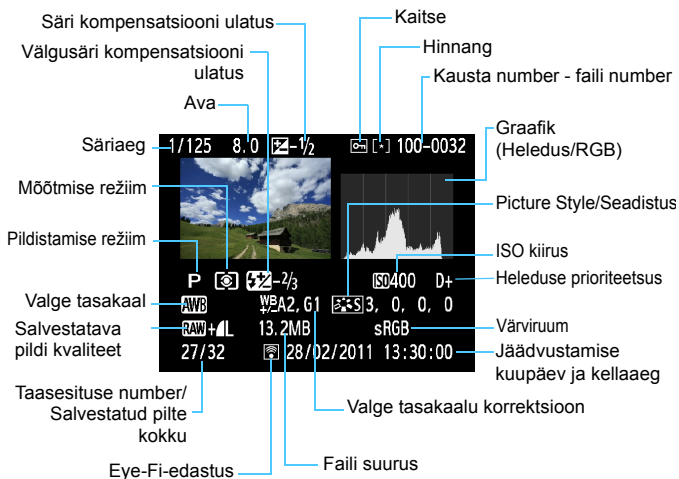 Säri kompensatsiooni ulatus
Kaitse
Välgusäri kompensatsiooni
ulatus
Hinnang
Kausta number - faili number
Ava
Säriaeg
1/125 8.0 -1/2 [*] 100-0032
Graafik
(Heledus/RGB)
Mõõtmise režiim
Picture Style/Seadistus
Pildistamise režiim
ISO kiirus
P -2/3 ISO400 D+
Heleduse prioriteetsus
Valge tasakaal
AWB WB+/-A2, G1 S3, 0, 0, 0
Salvestatava
pildi kvaliteet
RAW+L 13.2MB sRGB
Värviruum
27/32 28/02/2011 13:30:00
Jäädvustamise
kuupäev ja kellaaeg
Taasesituse number/
Salvestatud pilte
kokku
Valge tasakaalu korrektsioon
Eye-Fi-edastus
Faili suurus